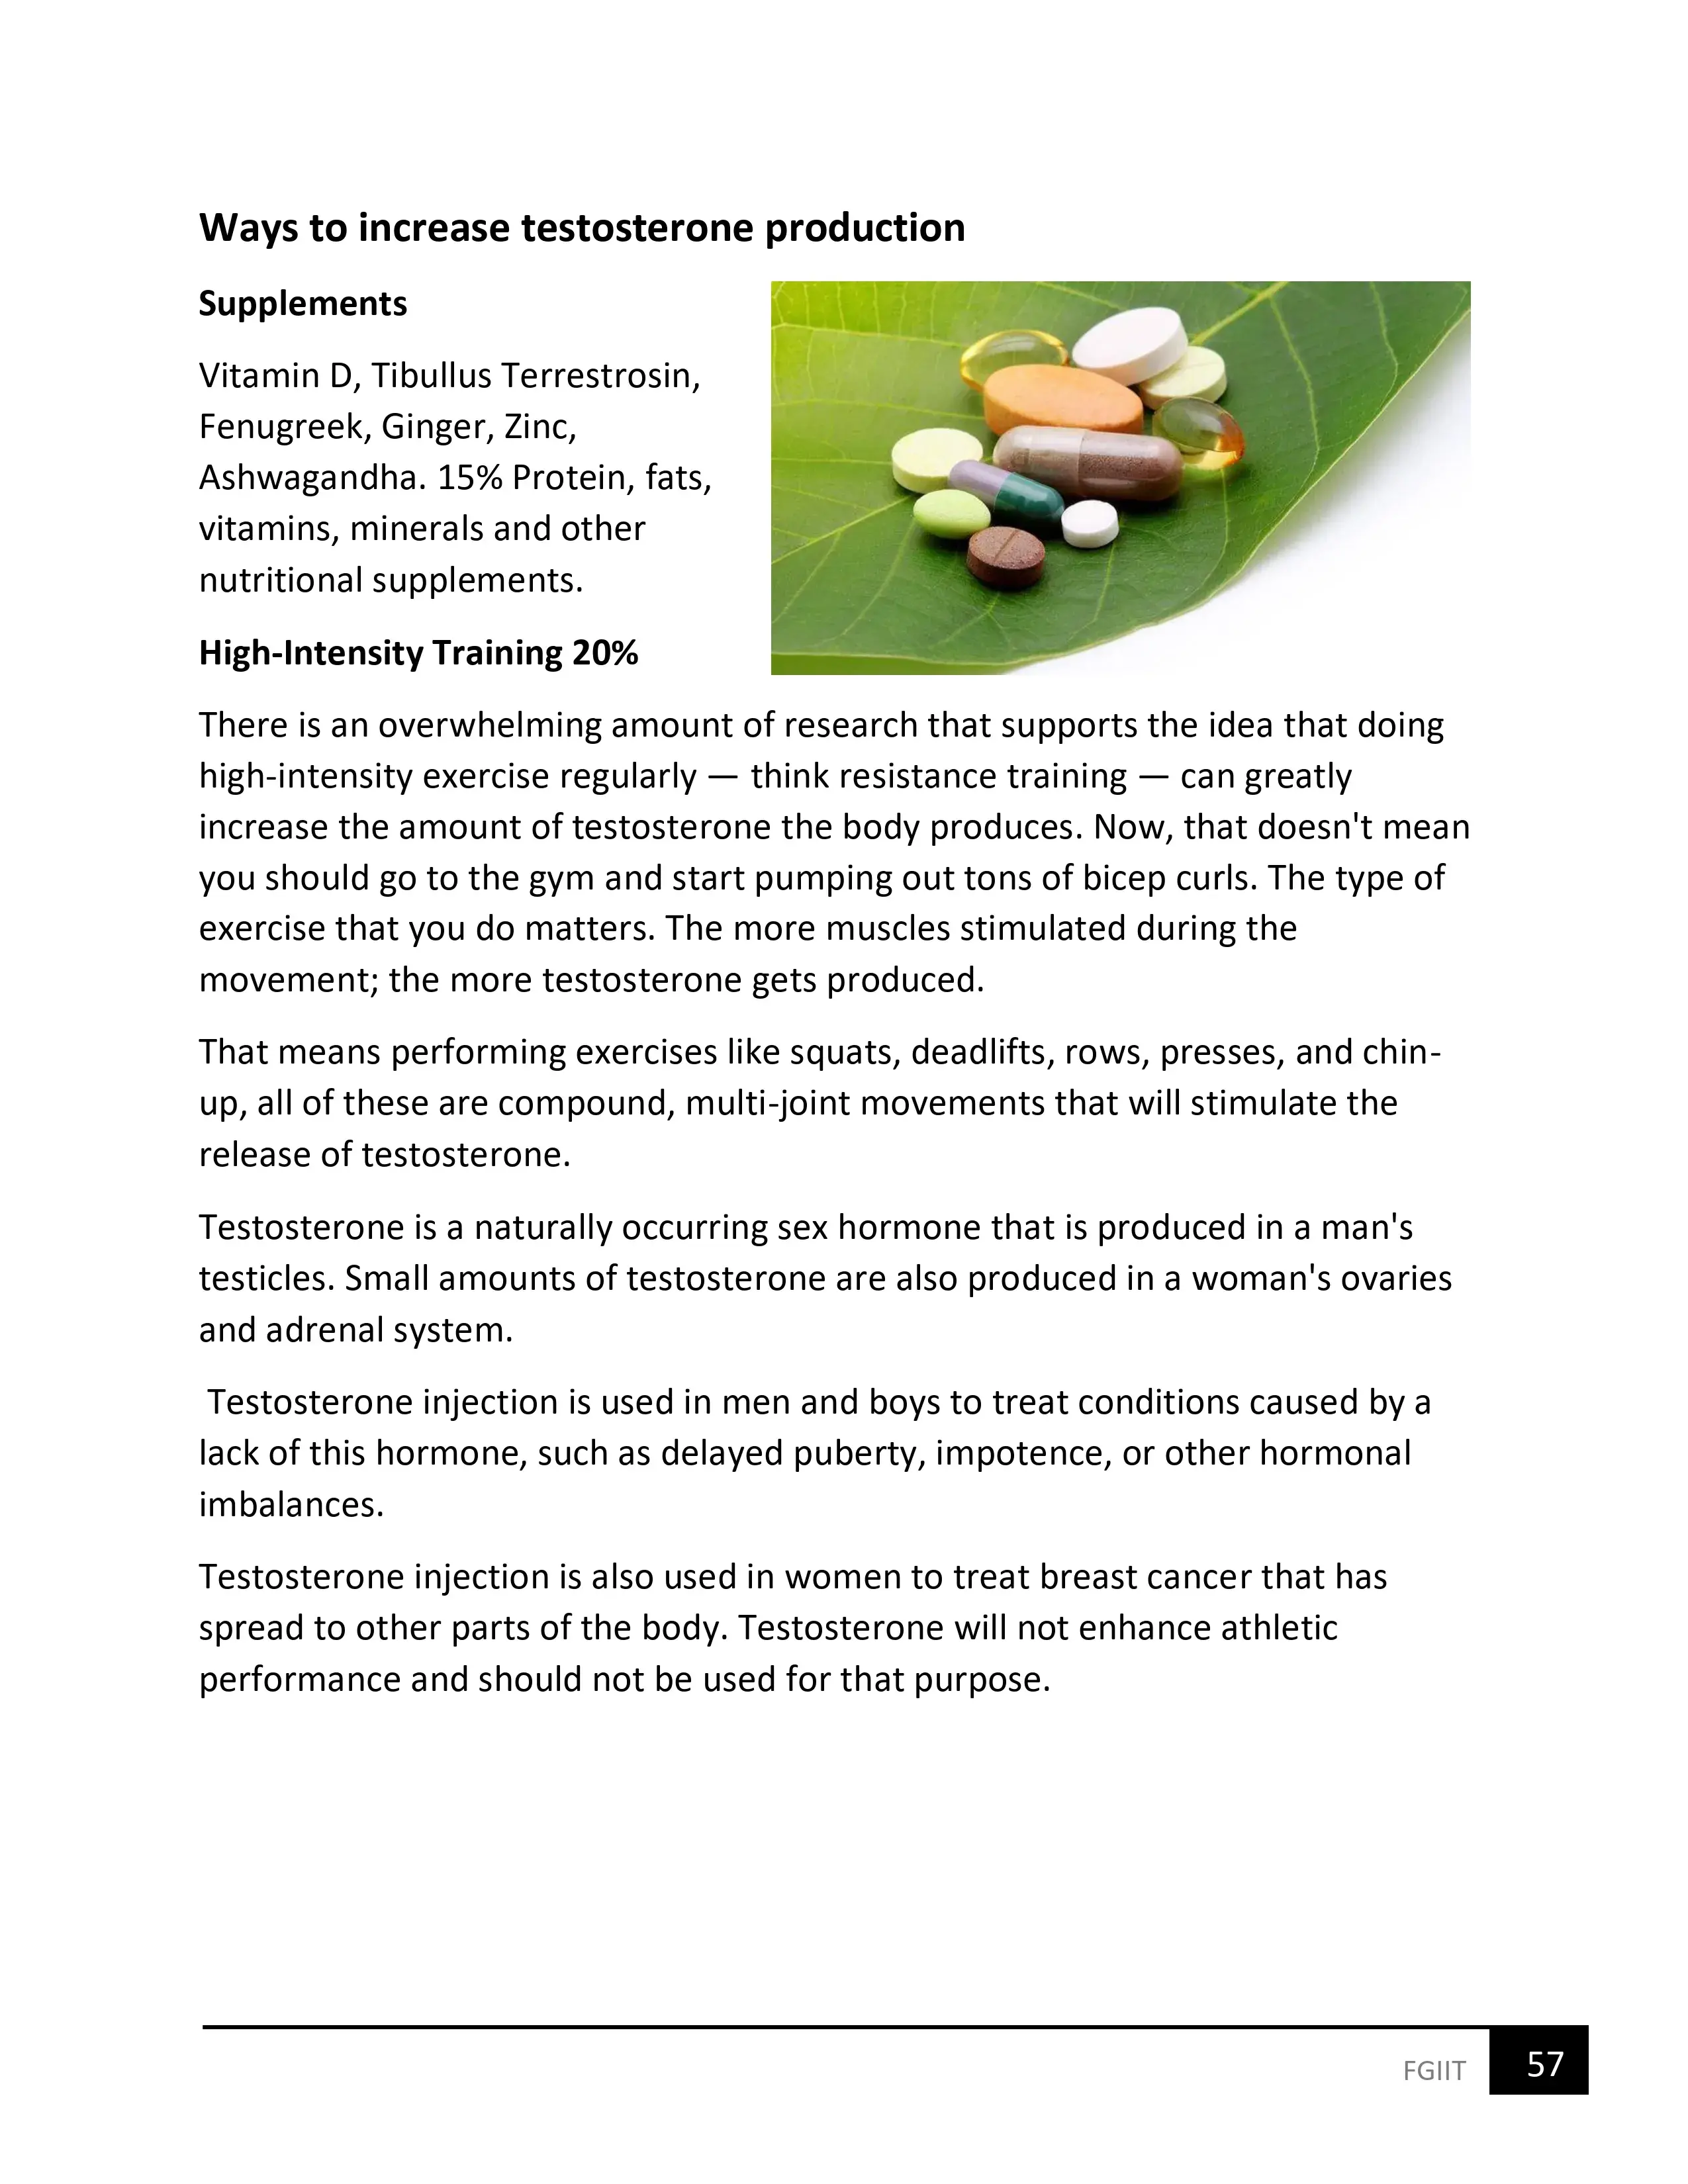 Ways to increase testosterone production
Supplements
Vitamin D, Tibullus Terrestrosin,
Fenugreek, Ginger, Zinc,
Ashwagandha. 15% Protein, fats,
vitamins, minerals and other
nutritional supplements.
High-Intensity Training 20%
There is an overwhelming amount of research that supports the idea that doing
high-intensity exercise regularly — think resistance training — can greatly
increase the amount of testosterone the body produces. Now, that doesn't mean
you should go to the gym and start pumping out tons of bicep curls. The type of
exercise that you do matters. The more muscles stimulated during the
movement; the more testosterone gets produced.
That means performing exercises like squats, deadlifts, rows, presses, and chin-
up, all of these are compound, multi-joint movements that will stimulate the
release of testosterone.
Testosterone is a naturally occurring sex hormone that is produced in a man's
testicles. Small amounts of testosterone are also produced in a woman's ovaries
and adrenal system.
Testosterone injection is used in men and boys to treat conditions caused by a
lack of this hormone, such as delayed puberty, impotence, or other hormonal
imbalances.
Testosterone injection is also used in women to treat breast cancer that has
spread to other parts of the body. Testosterone will not enhance athletic
performance and should not be used for that purpose.
FGIIT 57